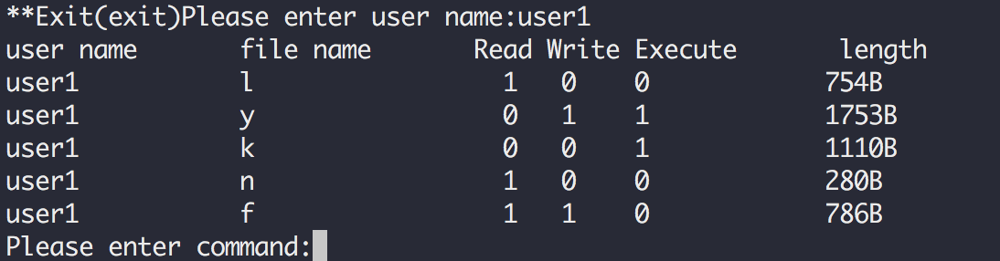 **Exit(exit)Please enter user name:user1
user name file name Read Write Execute length
user1 l 1 0 0 754B
user1 y 0 1 1 1753B
user1 k 0 0 1 1110B
user1 n 1 0 0 280B
user1 f 1 1 0 786B
Please enter command: